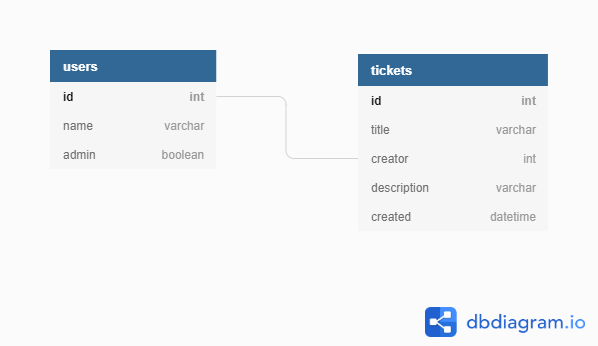 users
id int
name varchar
admin boolean
tickets
id int
title varchar
creator int
description varchar
created datetime
dbdiagram.io